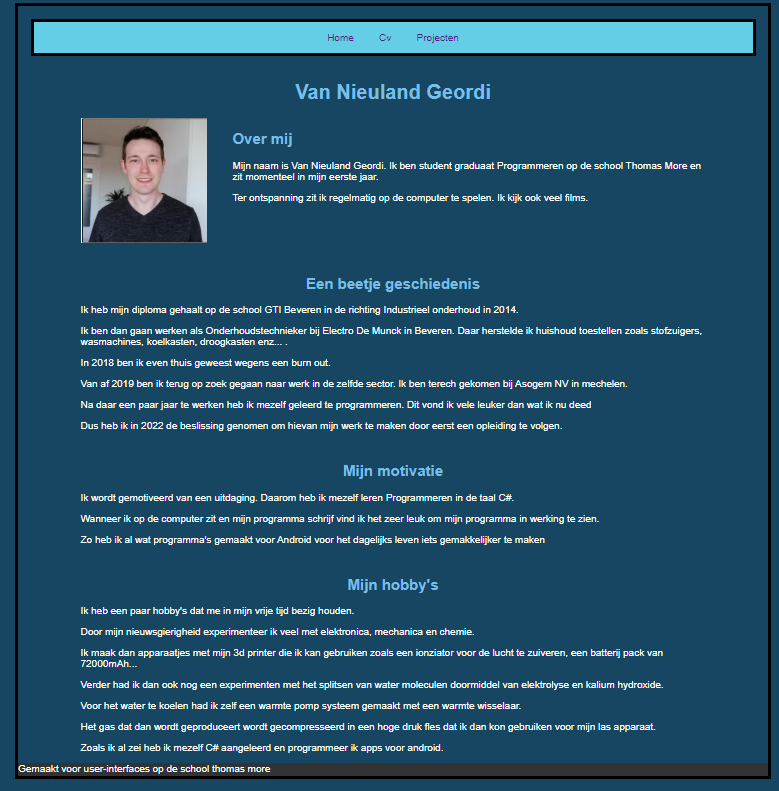 Home Cv Projecten
Van Nieuland Geordi
Over mij
Mijn naam is Van Nieuland Geordi. Ik ben student graduaat Programmeren op de school Thomas More en
zit momenteel in mijn eerste jaar.
Ter ontspanning zit ik regelmatig op de computer te spelen. Ik kijk ook veel films.
Een beetje geschiedenis
Ik heb mijn diploma gehaalt op de school GTI Beveren in de richting Industrieel onderhoud in 2014.
Ik ben dan gaan werken als Onderhoudstechnieker bij Electro De Munck in Beveren. Daar herstelde ik huishoud toestellen zoals stofzuigers,
wasmachines, koelkasten, droogkasten enz... .
In 2018 ben ik even thuis geweest wegens een burn out.
Van af 2019 ben ik terug op zoek gegaan naar werk in de zelfde sector. Ik ben terech gekomen bij Asogem NV in mechelen.
Na daar een paar jaar te werken heb ik mezelf geleerd te programmeren. Dit vond ik vele leuker dan wat ik nu deed
Dus heb ik in 2022 de beslissing genomen om hievan mijn werk te maken door eerst een opleiding te volgen.
Mijn motivatie
Ik wordt gemotiveerd van een uitdaging. Daarom heb ik mezelf leren Programmeren in de taal C#.
Wanneer ik op de computer zit en mijn programma schrijf vind ik het zeer leuk om mijn programma in werking te zien.
Zo heb ik al wat programma's gemaakt voor Android voor het dagelijks leven iets gemakkelijker te maken
Mijn hobby's
Ik heb een paar hobby's dat me in mijn vrije tijd bezig houden.
Door mijn nieuwsgierigheid experimenteer ik veel met elektronica, mechanica en chemie.
Ik maak dan apparaatjes met mijn 3d printer die ik kan gebruiken zoals een ionziator voor de lucht te zuiveren, een batterij pack van
72000mAh...
Verder had ik dan ook nog een experimenten met het splitsen van water moleculen doormiddel van elektrolyse en kalium hydroxide.
Voor het water te koelen had ik zelf een warmte pomp systeem gemaakt met een warmte wisselaar.
Het gas dat dan wordt geproduceert wordt gecompresseerd in een hoge druk fles dat ik dan kon gebruiken voor mijn las apparaat.
Zoals ik al zei heb ik mezelf C# aangeleerd en programmeer ik apps voor android.
Gemaakt voor user-interfaces op de school thomas more